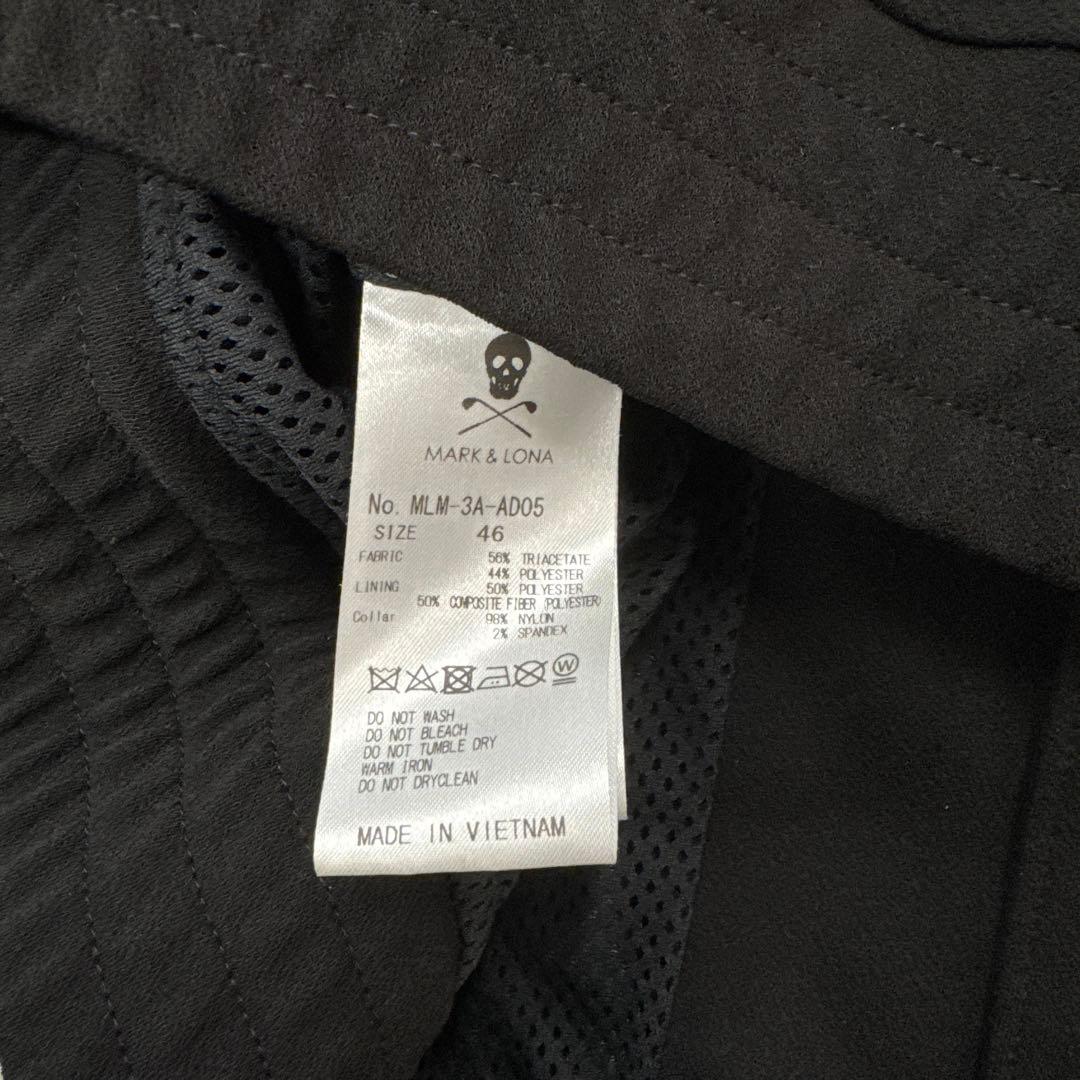 MARK & LONA
No. MLM-3A-AD05
SIZE 46
FABRIC 56% TRIACETATE
44% POLYESTER
LINING 50% POLYESTER
50% COMPOSITE FIBER (POLYESTER)
Collar 98% NYLON
2% SPANDEX
W
DO NOT WASH
DO NOT BLEACH
DO NOT TUMBLE DRY
WARM IRON
DO NOT DRYCLEAN
MADE IN VIETNAM